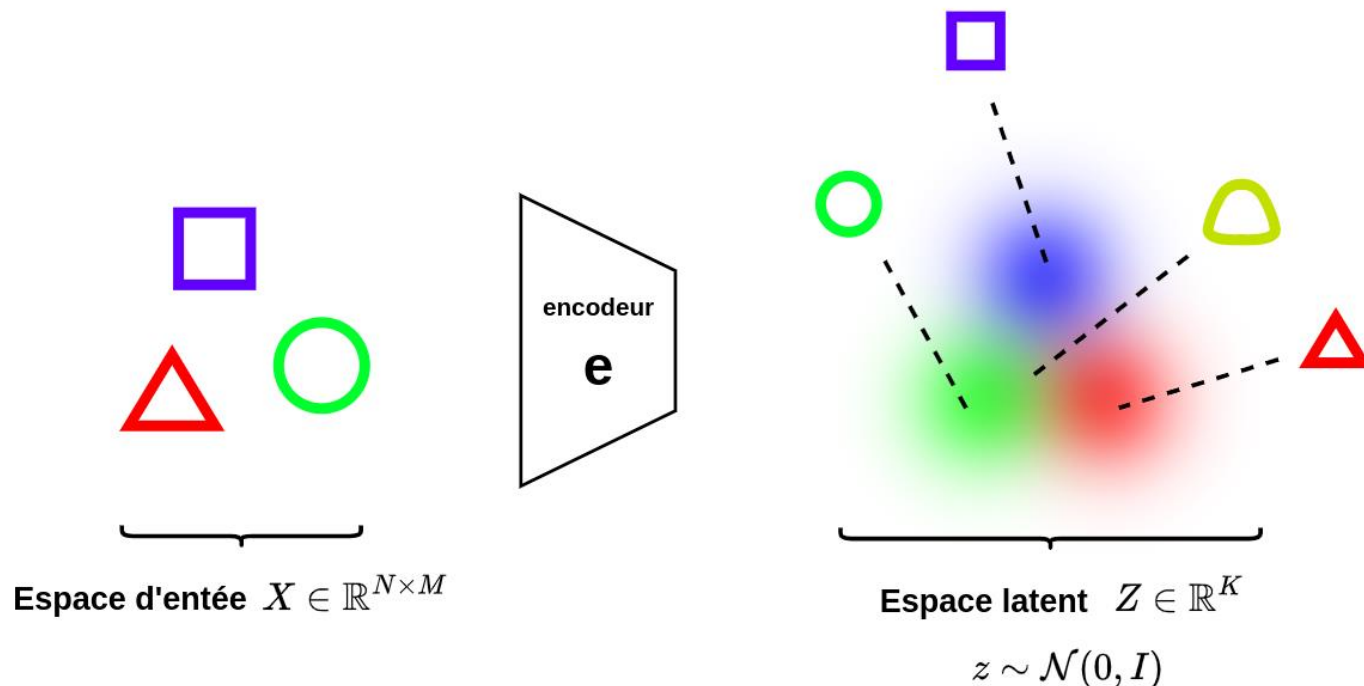 encodeur
e
Espace d'entée X ∈ ℝ^{N×M}
Espace latent Z ∈ ℝ^K
z ∼ 𝒩(0, I)